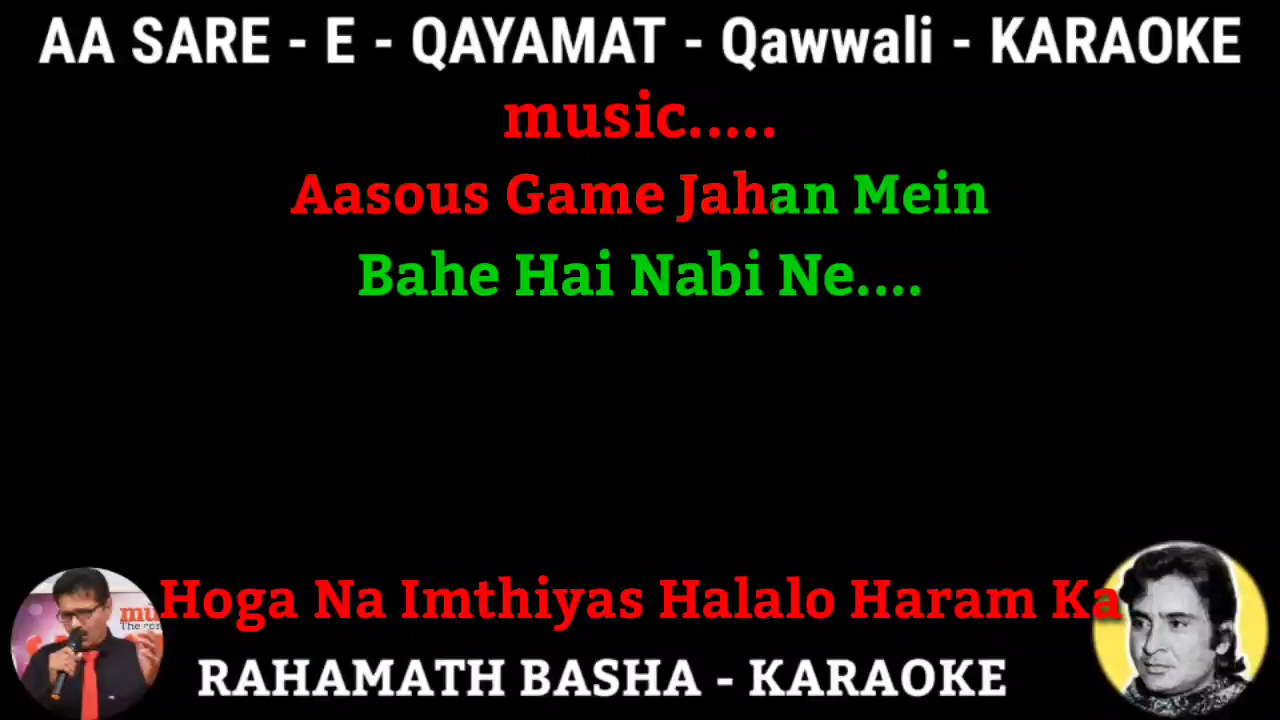 AA SARE - E - QAYAMAT - Qawwali - KARAOKE
music.....
Aasous Game Jahan Mein
Bahe Hai Nabi Ne....
Hoga Na Imthiyas Halalo Haram Ka
RAHAMATH BASHA - KARAOKE